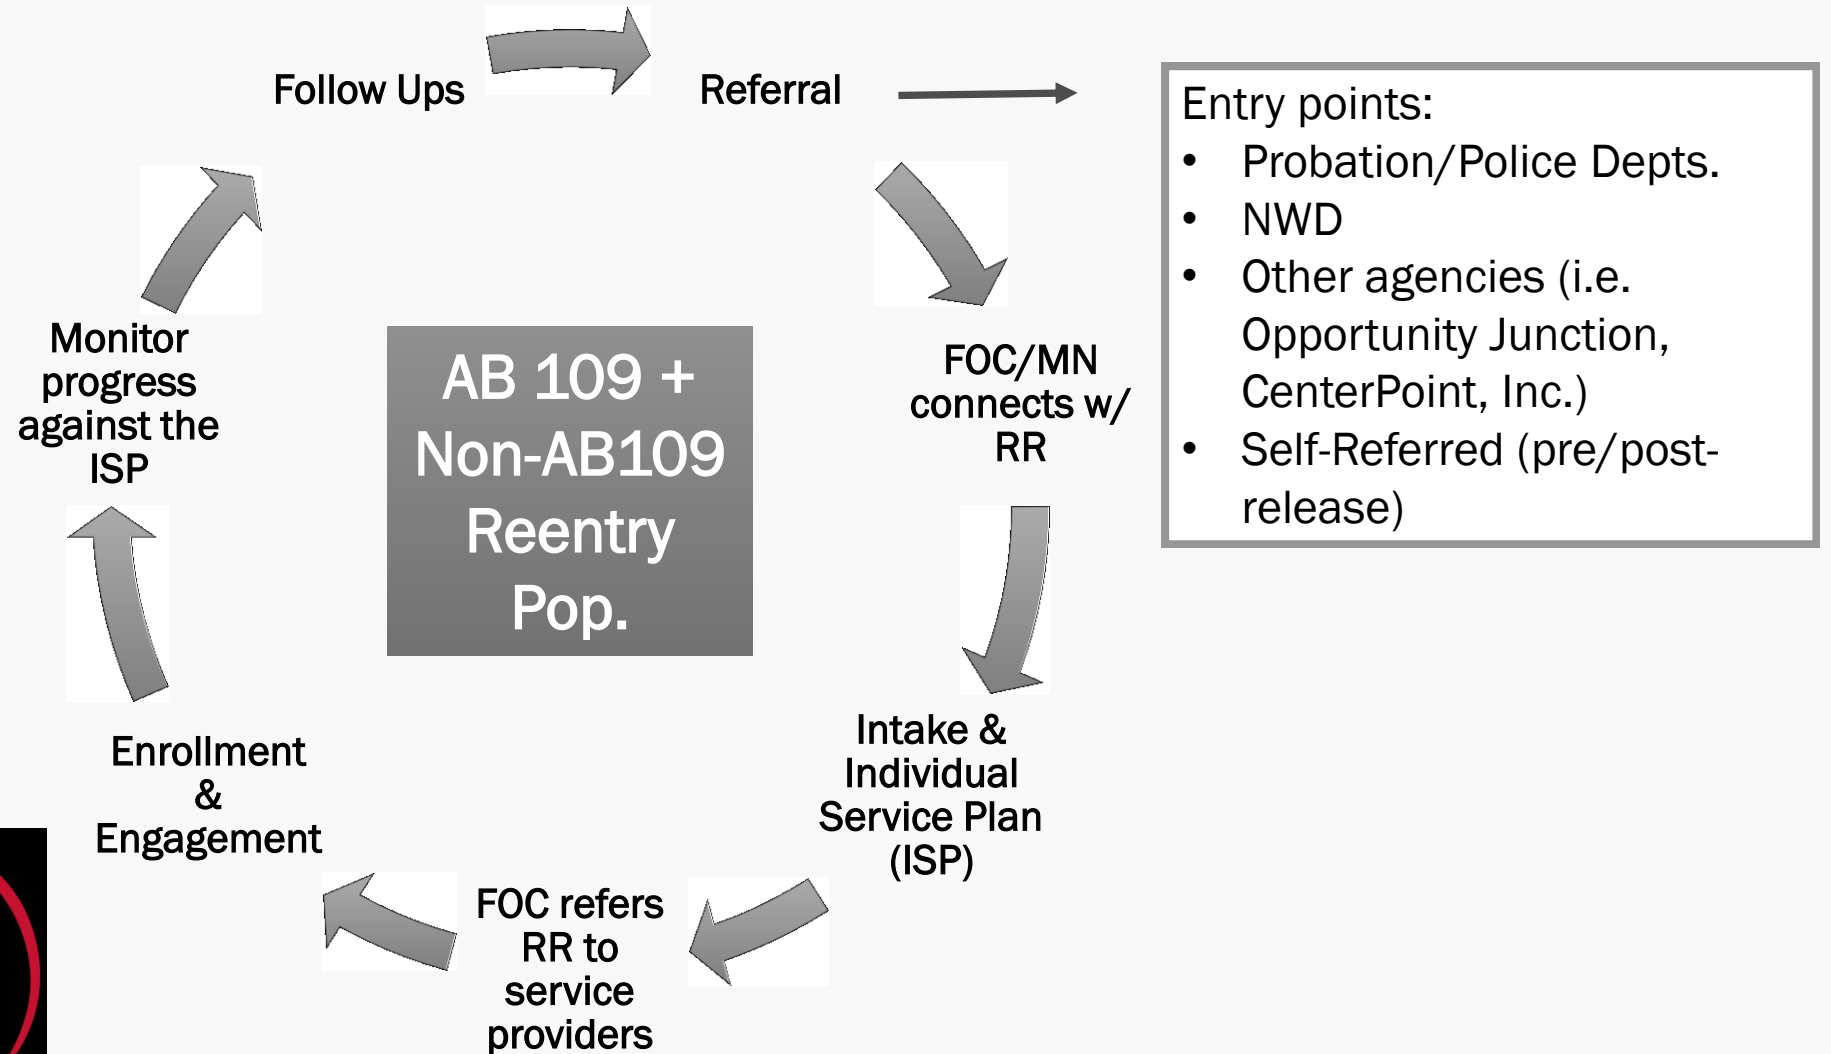 Follow Ups
Referral
Entry points:
• Probation/Police Depts.
• NWD
• Other agencies (i.e.
Opportunity Junction,
CenterPoint, Inc.)
• Self-Referred (pre/post-
release)
FOC/MN
connects w/
RR
Intake &
Individual
Service Plan
(ISP)
FOC refers
RR to
service
providers
Enrollment
&
Engagement
Monitor
progress
against the
ISP
AB 109 +
Non-AB109
Reentry
Pop.